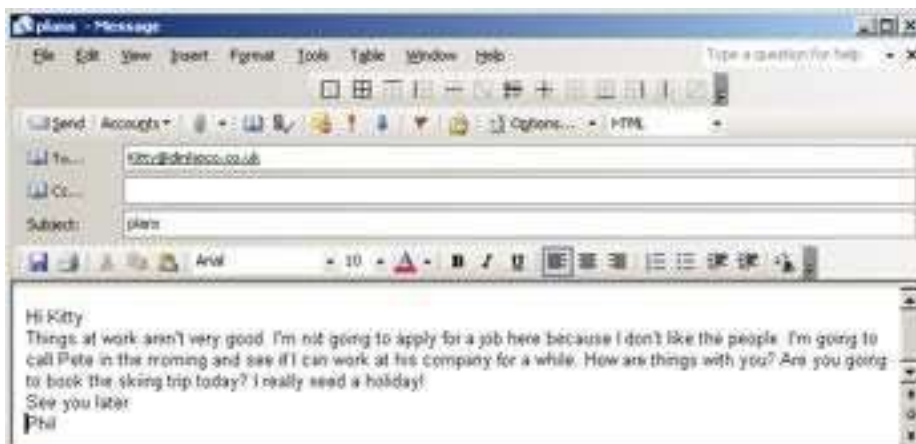 plans - Message
File Edit View Insert Format Tools Table Window Help Type a question for help
Send Accounts Options... HTML
To...
Cc...
Subject: plans
Arial 10 A B I U
Hi Kitty
Things at work aren't very good. I'm not going to apply for a job here because I don't like the people. I'm going to
call Pete in the morning and see if I can work at his company for a while. How are things with you? Are you going
to book the skiing trip today? I really need a holiday!
See you later
Phil